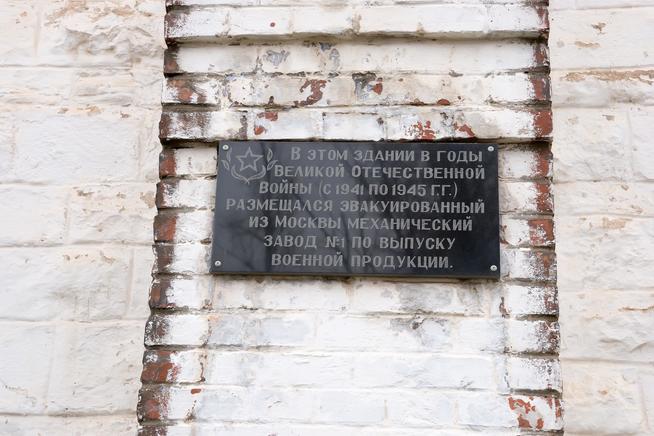 В этом здании в годы
Великой Отечественной
войны (с 1941 по 1945 г.г.)
размещался эвакуированный
из Москвы механический
завод №1 по выпуску
военной продукции.